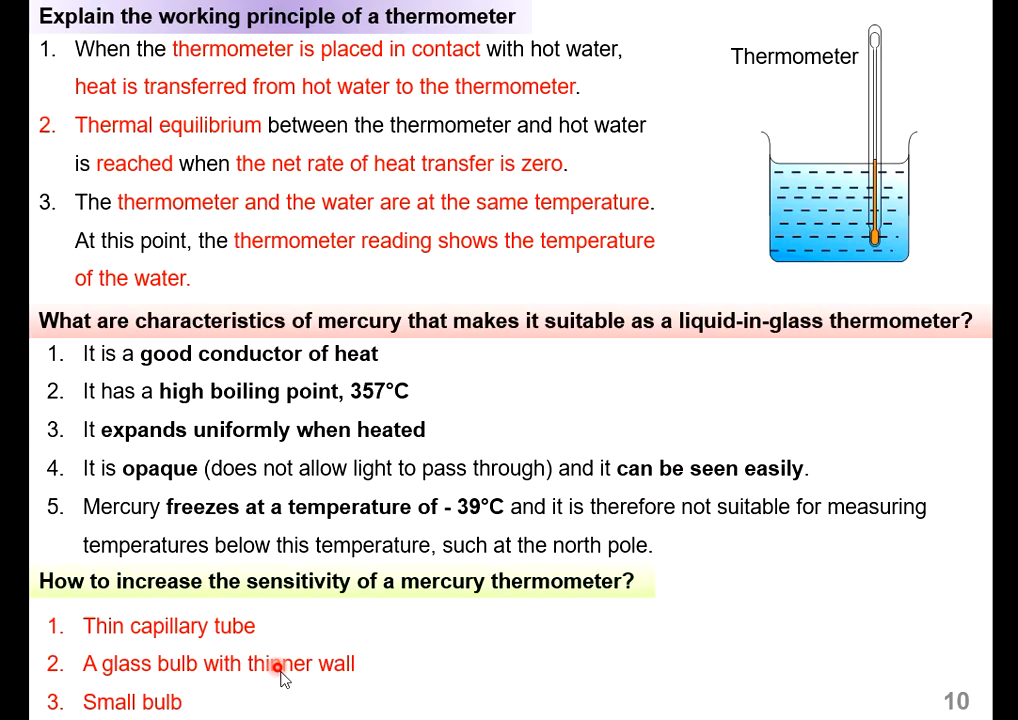 Explain the working principle of a thermometer
1. When the thermometer is placed in contact with hot water,
heat is transferred from hot water to the thermometer.
2. Thermal equilibrium between the thermometer and hot water
is reached when the net rate of heat transfer is zero.
3. The thermometer and the water are at the same temperature.
At this point, the thermometer reading shows the temperature
of the water.
Thermometer
What are characteristics of mercury that makes it suitable as a liquid-in-glass thermometer?
1. It is a good conductor of heat
2. It has a high boiling point, 357°C
3. It expands uniformly when heated
4. It is opaque (does not allow light to pass through) and it can be seen easily.
5. Mercury freezes at a temperature of - 39°C and it is therefore not suitable for measuring
temperatures below this temperature, such at the north pole.
How to increase the sensitivity of a mercury thermometer?
1. Thin capillary tube
2. A glass bulb with thinner wall
3. Small bulb
10